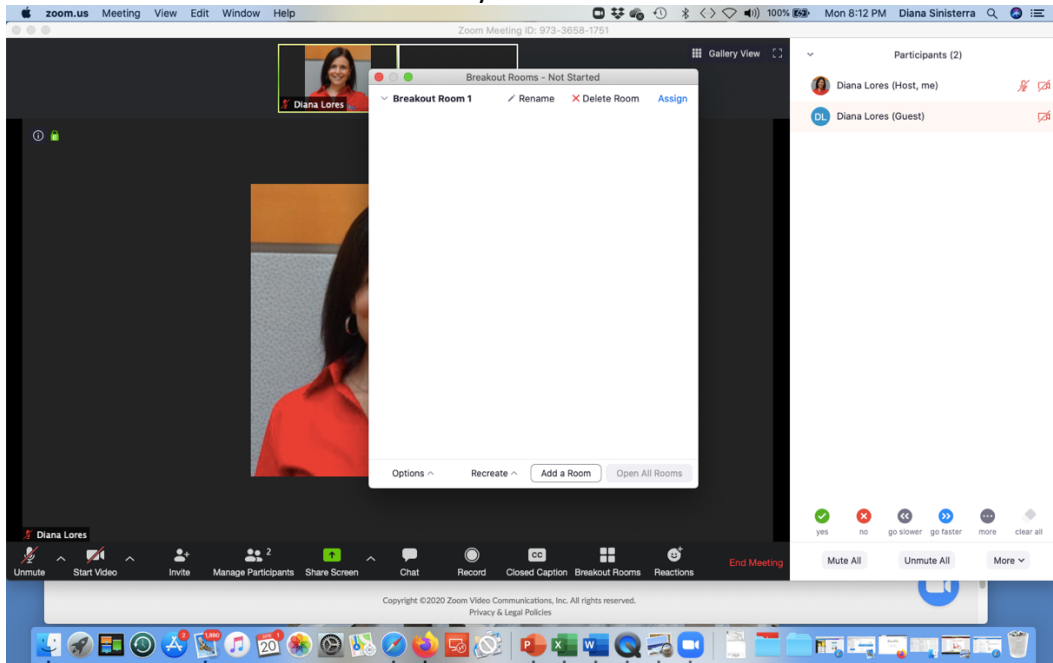 zoom.us Meeting View Edit Window Help 100% Mon 8:12 PM Diana Sinisterra
Zoom Meeting ID: 973-3658-1751
Gallery View
Participants (2)
Diana Lores (Host, me)
DL Diana Lores (Guest)
Diana Lores
Breakout Rooms - Not Started
Breakout Room 1 Rename Delete Room Assign
Options Recreate Add a Room Open All Rooms
Diana Lores
yes no go slower go faster more clear all
Unmute Start Video Invite Manage Participants 2 Share Screen Chat Record CC Closed Caption Breakout Rooms Reactions End Meeting
Mute All Unmute All More
Copyright ©2020 Zoom Video Communications, Inc. All rights reserved.
Privacy & Legal Policies
20